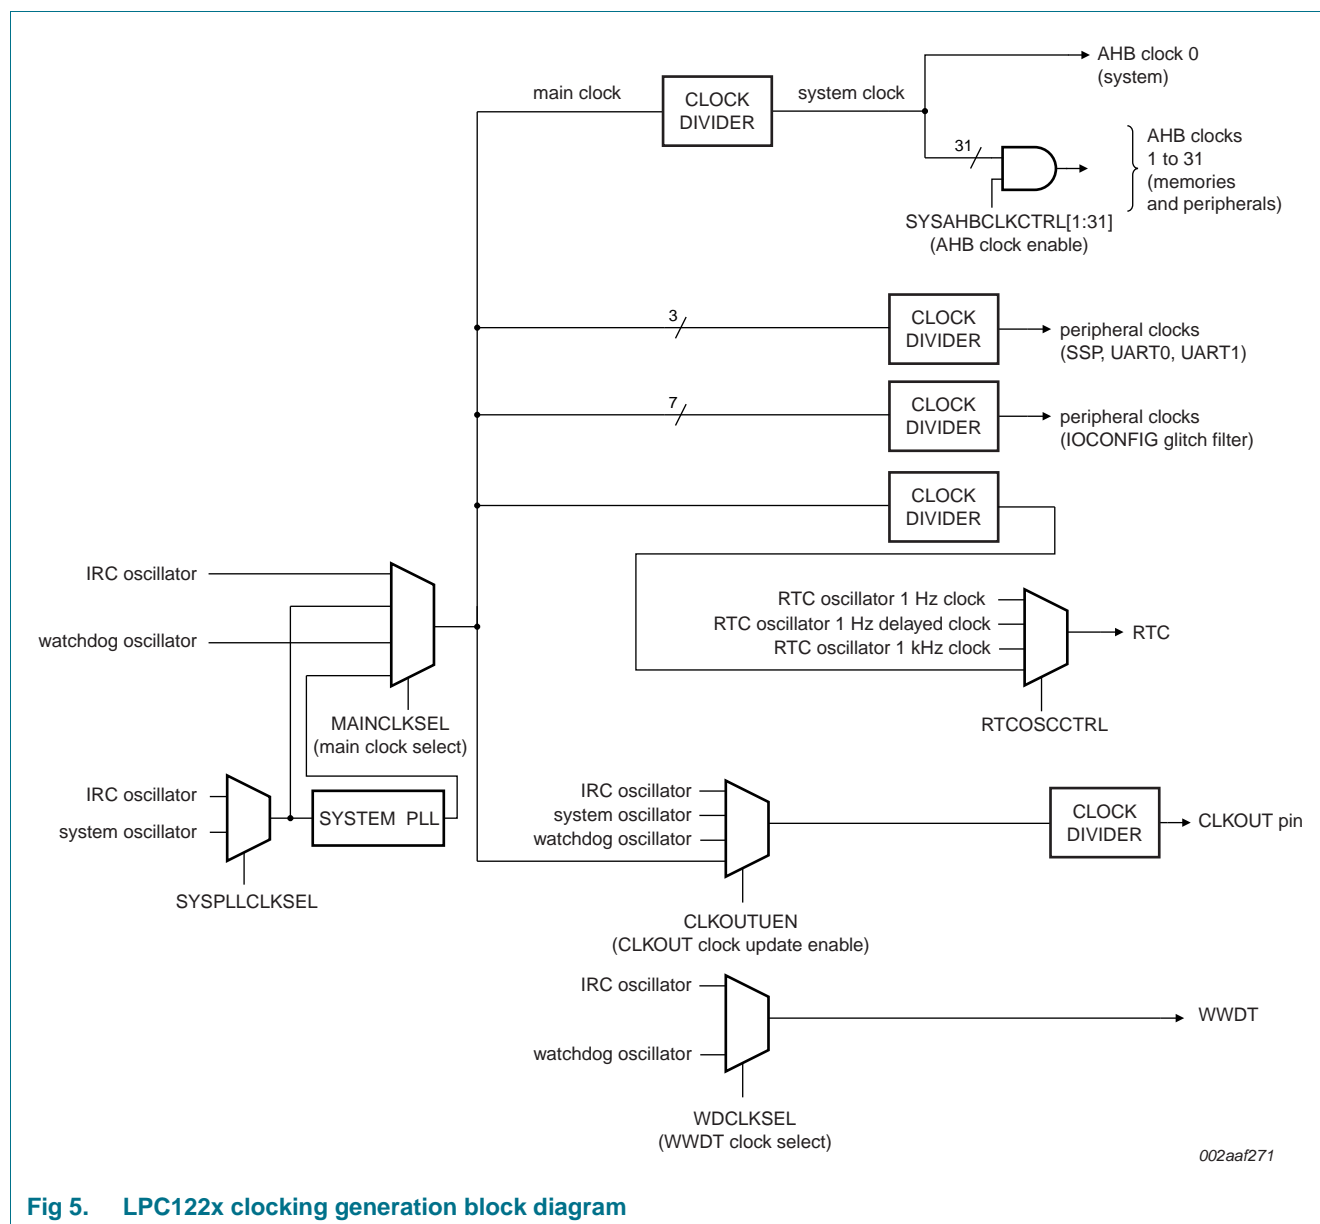 AHB clock 0
(system)
main clock
CLOCK
DIVIDER
system clock
31
AHB clocks
1 to 31
(memories
and peripherals)
SYSAHBCLKCTRL[1:31]
(AHB clock enable)
3
CLOCK
DIVIDER
peripheral clocks
(SSP, UART0, UART1)
7
CLOCK
DIVIDER
peripheral clocks
(IOCONFIG glitch filter)
CLOCK
DIVIDER
IRC oscillator
watchdog oscillator
RTC oscillator 1 Hz clock
RTC oscillator 1 Hz delayed clock
RTC oscillator 1 kHz clock
RTC
MAINCLKSEL
(main clock select)
RTCOSCCTRL
IRC oscillator
system oscillator
SYSTEM PLL
SYSPLLCLKSEL
IRC oscillator
system oscillator
watchdog oscillator
CLOCK
DIVIDER
CLKOUT pin
CLKOUTUEN
(CLKOUT clock update enable)
IRC oscillator
watchdog oscillator
WWDT
WDCLKSEL
(WWDT clock select)
002aaf271
Fig 5. LPC122x clocking generation block diagram